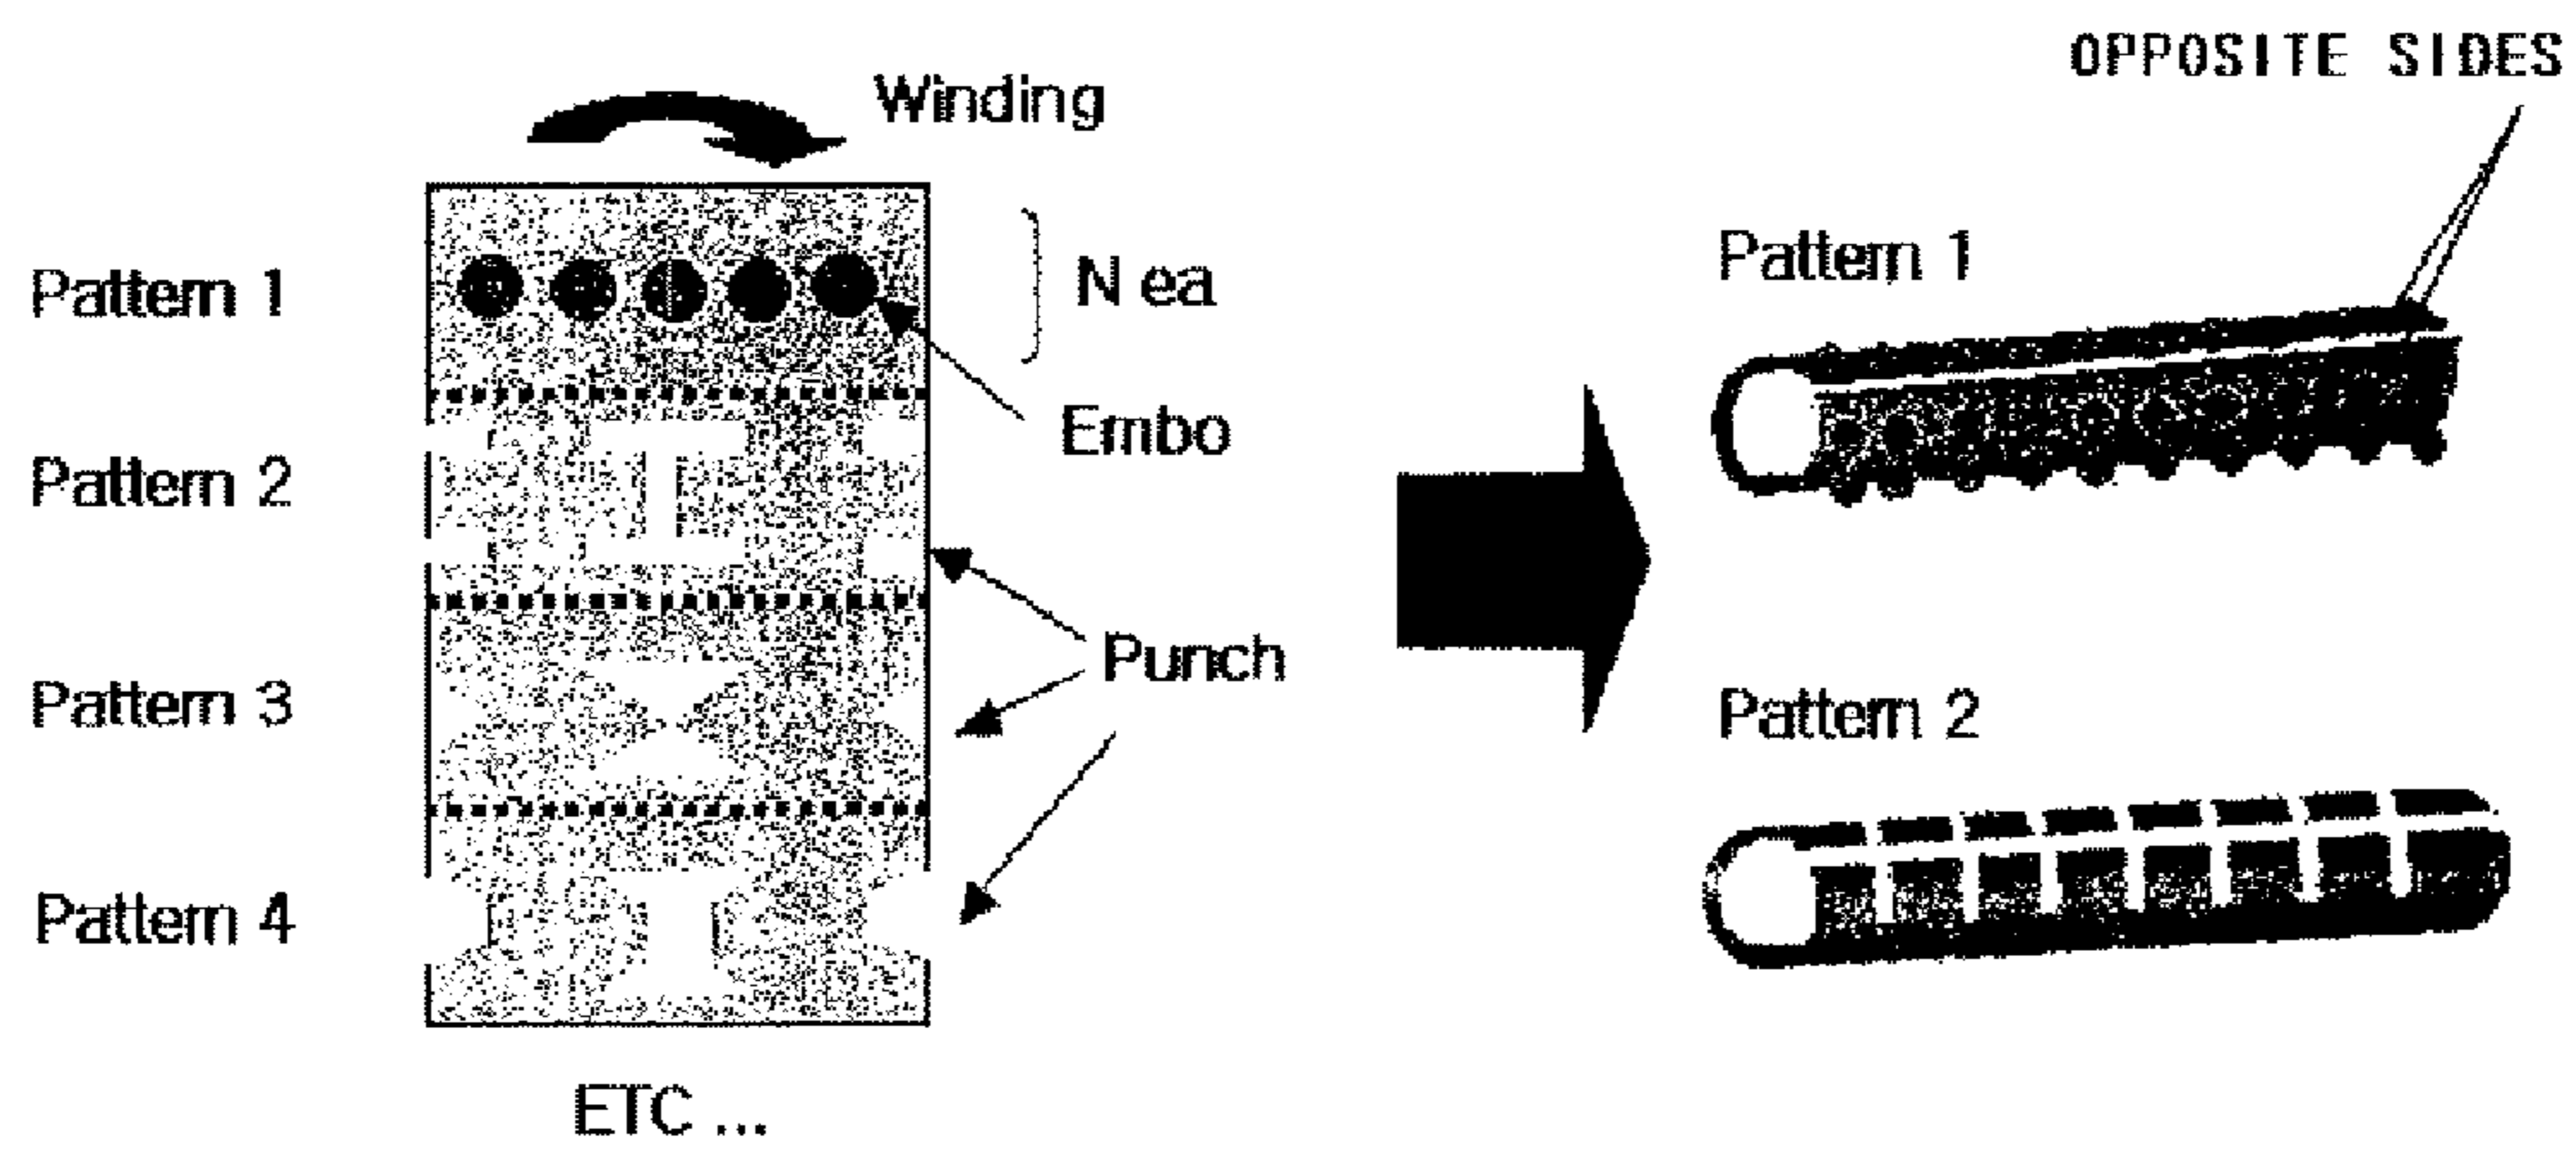 OPPOSITE SIDES
Winding
Pattern 1
N ea
Pattern 1
Embo
Pattern 2
Punch
Pattern 3
Pattern 2
Pattern 4
ETC ...